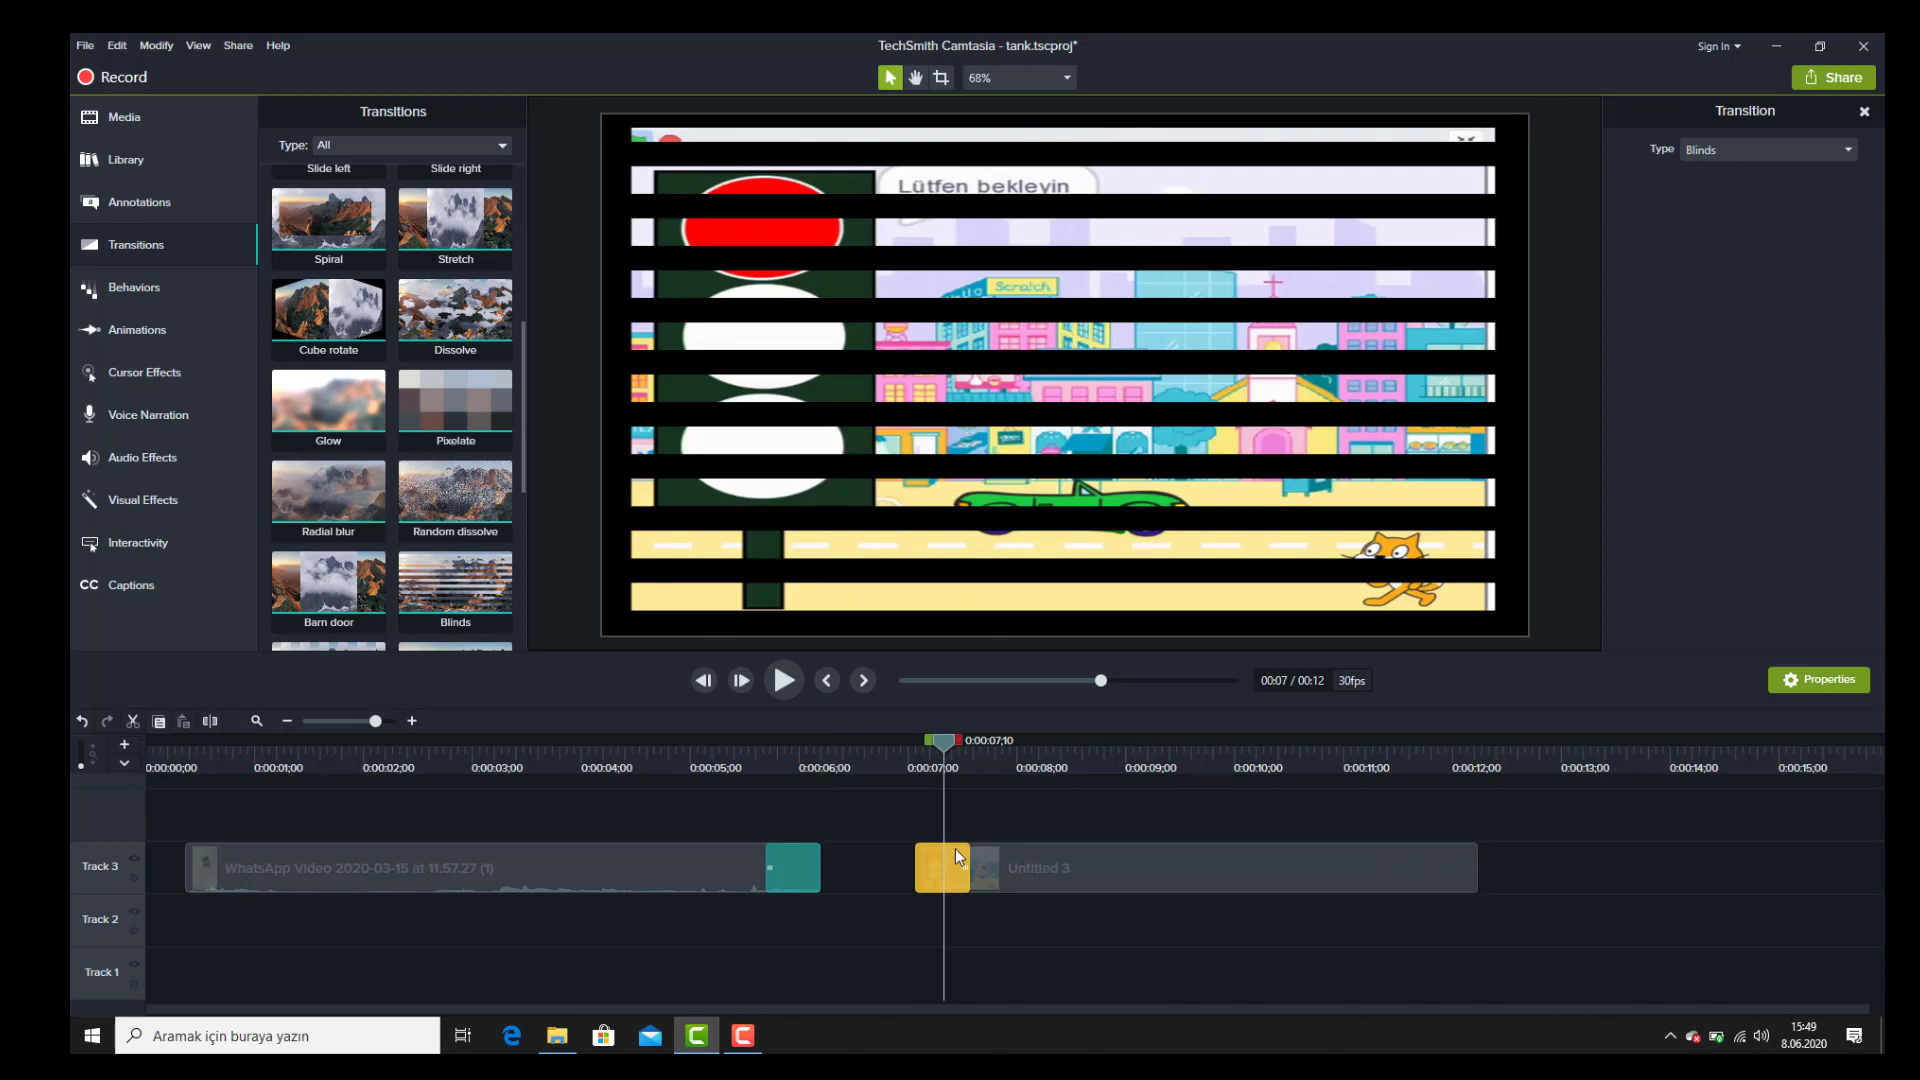 File Edit Modify View Share Help
TechSmith Camtasia - tank.tscproj*
Sign In
Record
68%
Share
Media
Library
Annotations
Transitions
Behaviors
Animations
Cursor Effects
Voice Narration
Audio Effects
Visual Effects
Interactivity
CC Captions
Transitions
Type: All
Slide left Slide right
Spiral Stretch
Cube rotate Dissolve
Glow Pixelate
Radial blur Random dissolve
Barn door Blinds
Lütfen bekleyin
Scratch
Transition
Type Blinds
00:07 / 00:12 30fps
Properties
0:00:07;10
0:00:00;00 0:00:01;00 0:00:02;00 0:00:03;00 0:00:04;00 0:00:05;00 0:00:06;00 0:00:07;00 0:00:08;00 0:00:09;00 0:00:10;00 0:00:11;00 0:00:12;00 0:00:13;00 0:00:14;00 0:00:15;00
Track 3
WhatsApp Video 2020-03-15 at 11.57.27 (1)
Untitled 3
Track 2
Track 1
Aramak için buraya yazın
15:49
8.06.2020